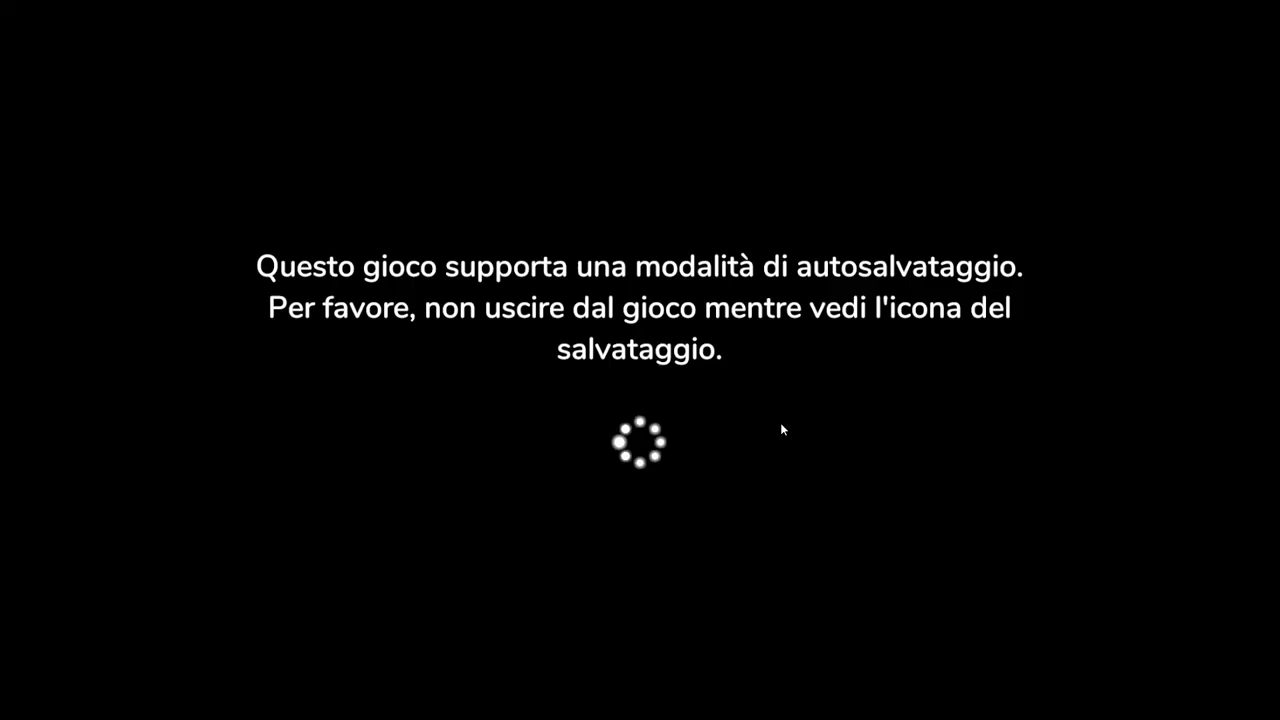 Questo gioco supporta una modalità di autosalvataggio.
Per favore, non uscire dal gioco mentre vedi l'icona del
salvataggio.